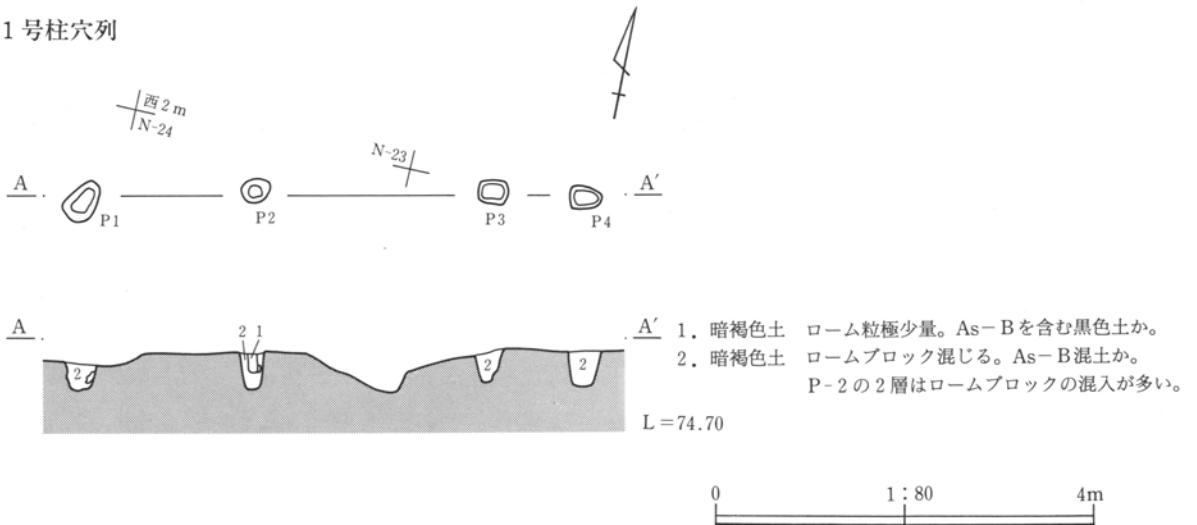 1号柱穴列
西2m
N-24
N-23
A
A′
P1
P2
P3
P4
A
2 1
A′
2
2
2
1．暗褐色土　ローム粒極少量。As－Bを含む黒色土か。
2．暗褐色土　ロームブロック混じる。As－B混土か。
P-2の2層はロームブロックの混入が多い。
L=74.70
0
1：80
4m